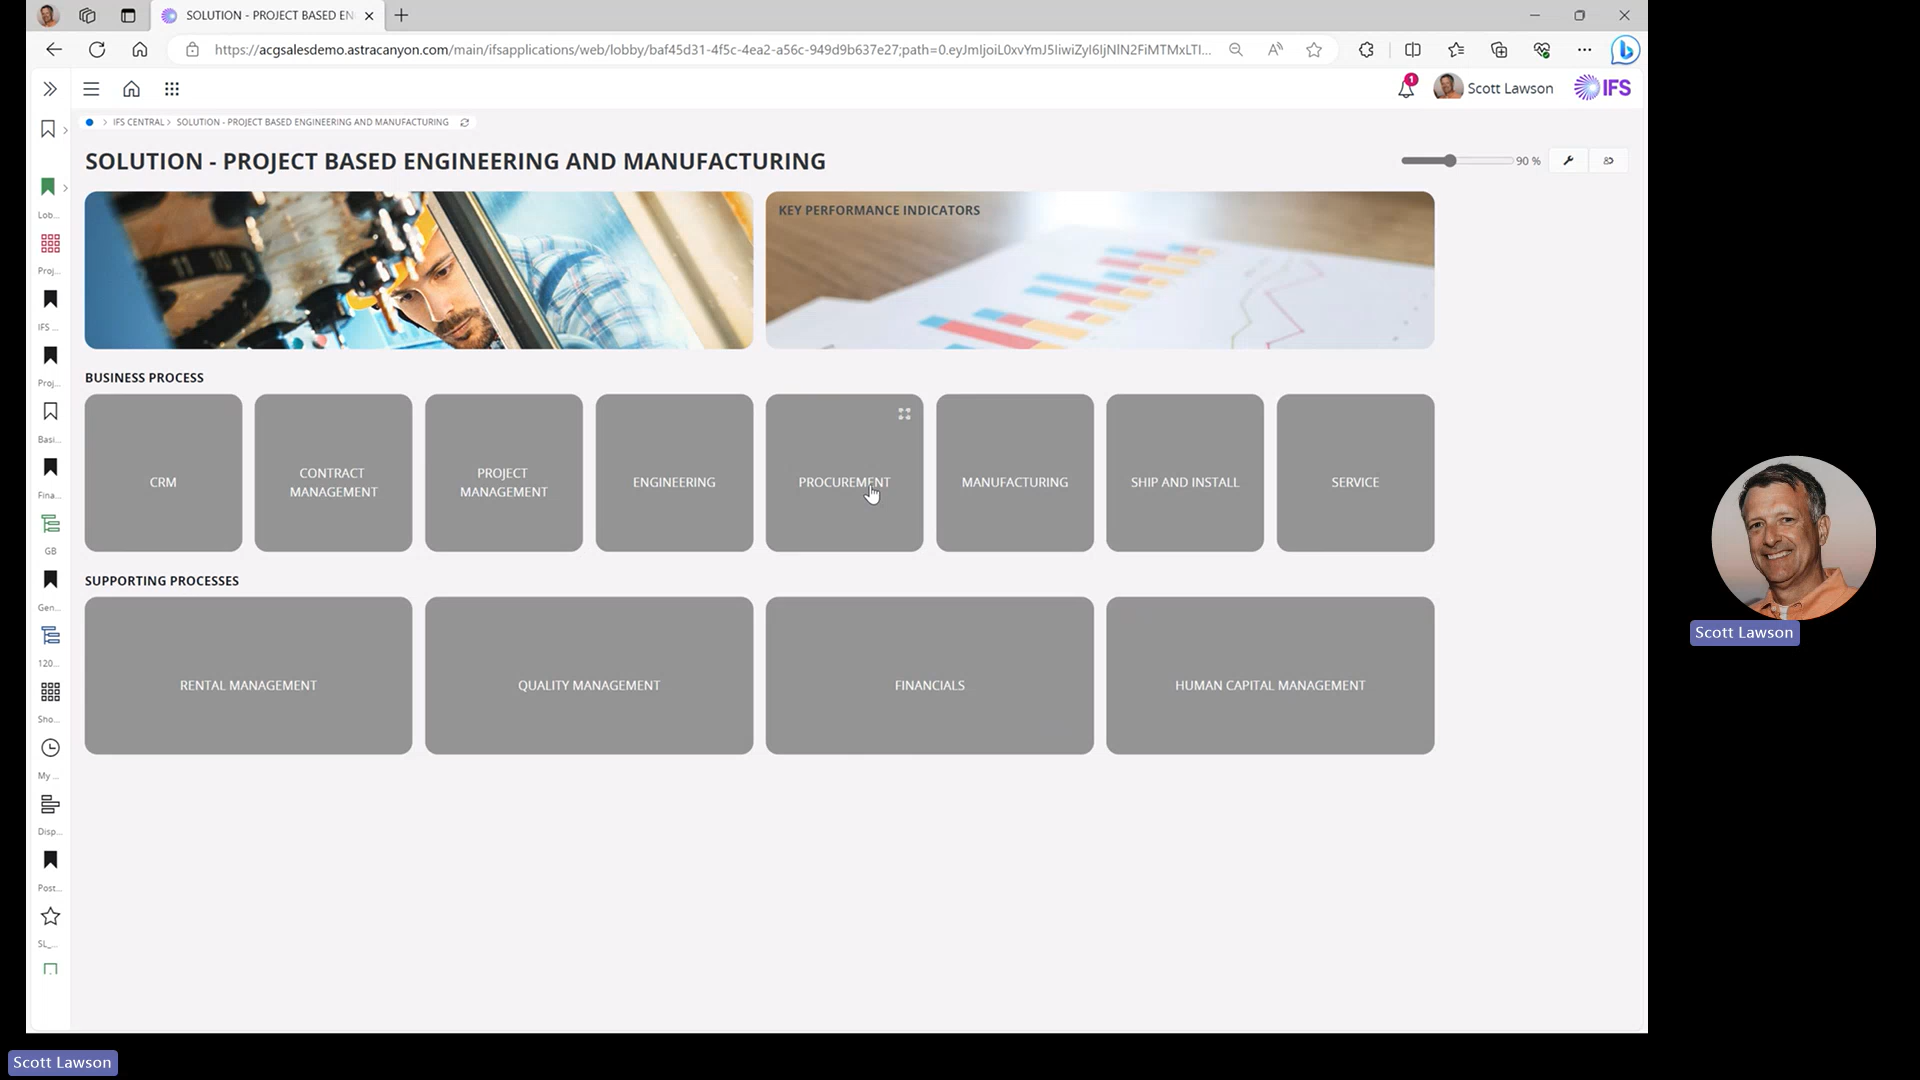 SOLUTION - PROJECT BASED EN
https://acgsalesdemo.astracanyon.com/main/ifsapplications/web/lobby/baf45d31-4f5c-4ea2-a56c-949d9b637e27;path=0.eyJmIjoiL0xvYmJ5IiwiZyI6IjNlN2FiMTMxLTI...
1
Scott Lawson
IFS
IFS CENTRAL > SOLUTION - PROJECT BASED ENGINEERING AND MANUFACTURING
SOLUTION - PROJECT BASED ENGINEERING AND MANUFACTURING
90 %
KEY PERFORMANCE INDICATORS
BUSINESS PROCESS
CRM
CONTRACT
MANAGEMENT
PROJECT
MANAGEMENT
ENGINEERING
PROCUREMENT
MANUFACTURING
SHIP AND INSTALL
SERVICE
SUPPORTING PROCESSES
RENTAL MANAGEMENT
QUALITY MANAGEMENT
FINANCIALS
HUMAN CAPITAL MANAGEMENT
Lob...
Proj...
IFS ...
Proj...
Basi...
Fina...
GB
Gen...
120...
Sho...
My ...
Disp...
Post...
SL_...
Scott Lawson
Scott Lawson